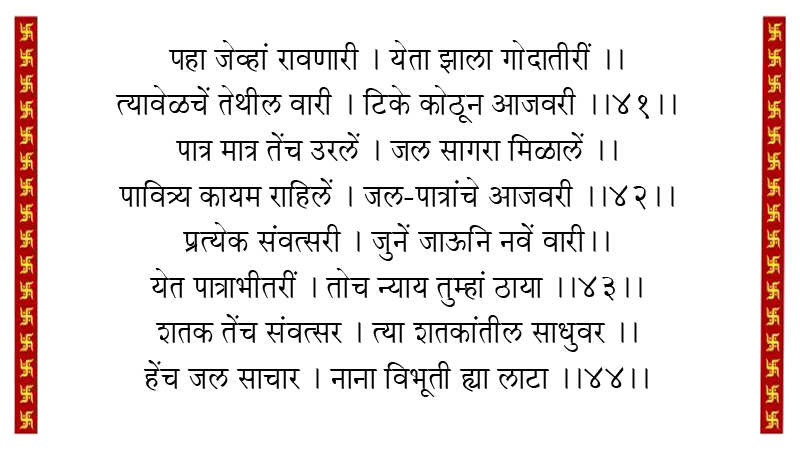 पहा जेव्हां रावणारी । येता झाला गोदातीरीं ।।
त्यावेळचें तेथील वारी । टिके कोठून आजवरी ।।४१।।
पात्र मात्र तेंच उरलें । जल सागरा मिळालें ।।
पावित्र्य कायम राहिलें । जल-पात्रांचे आजवरी ।।४२।।
प्रत्येक संवत्सरी । जुनें जाऊनि नवें वारी।।
येत पात्राभीतरीं । तोच न्याय तुम्हां ठाया ।।४३।।
शतक तेंच संवत्सर । त्या शतकांतील साधुवर ।।
हेंच जल साचार । नाना विभूती ह्या लाटा ।।४४।।